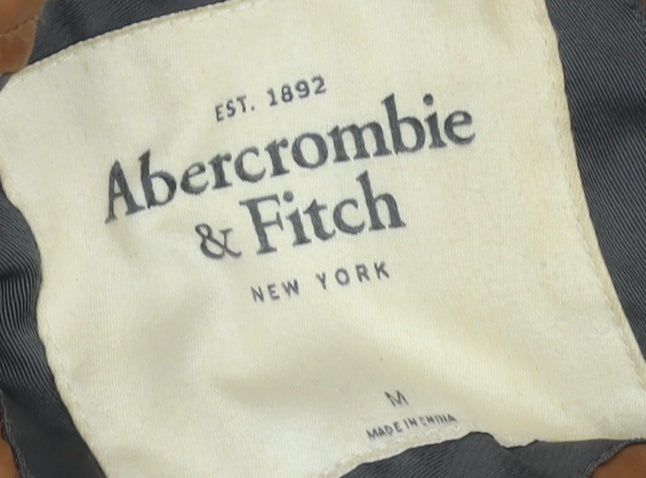 EST. 1892
Abercrombie
& Fitch
NEW YORK
M
MADE IN CHINA